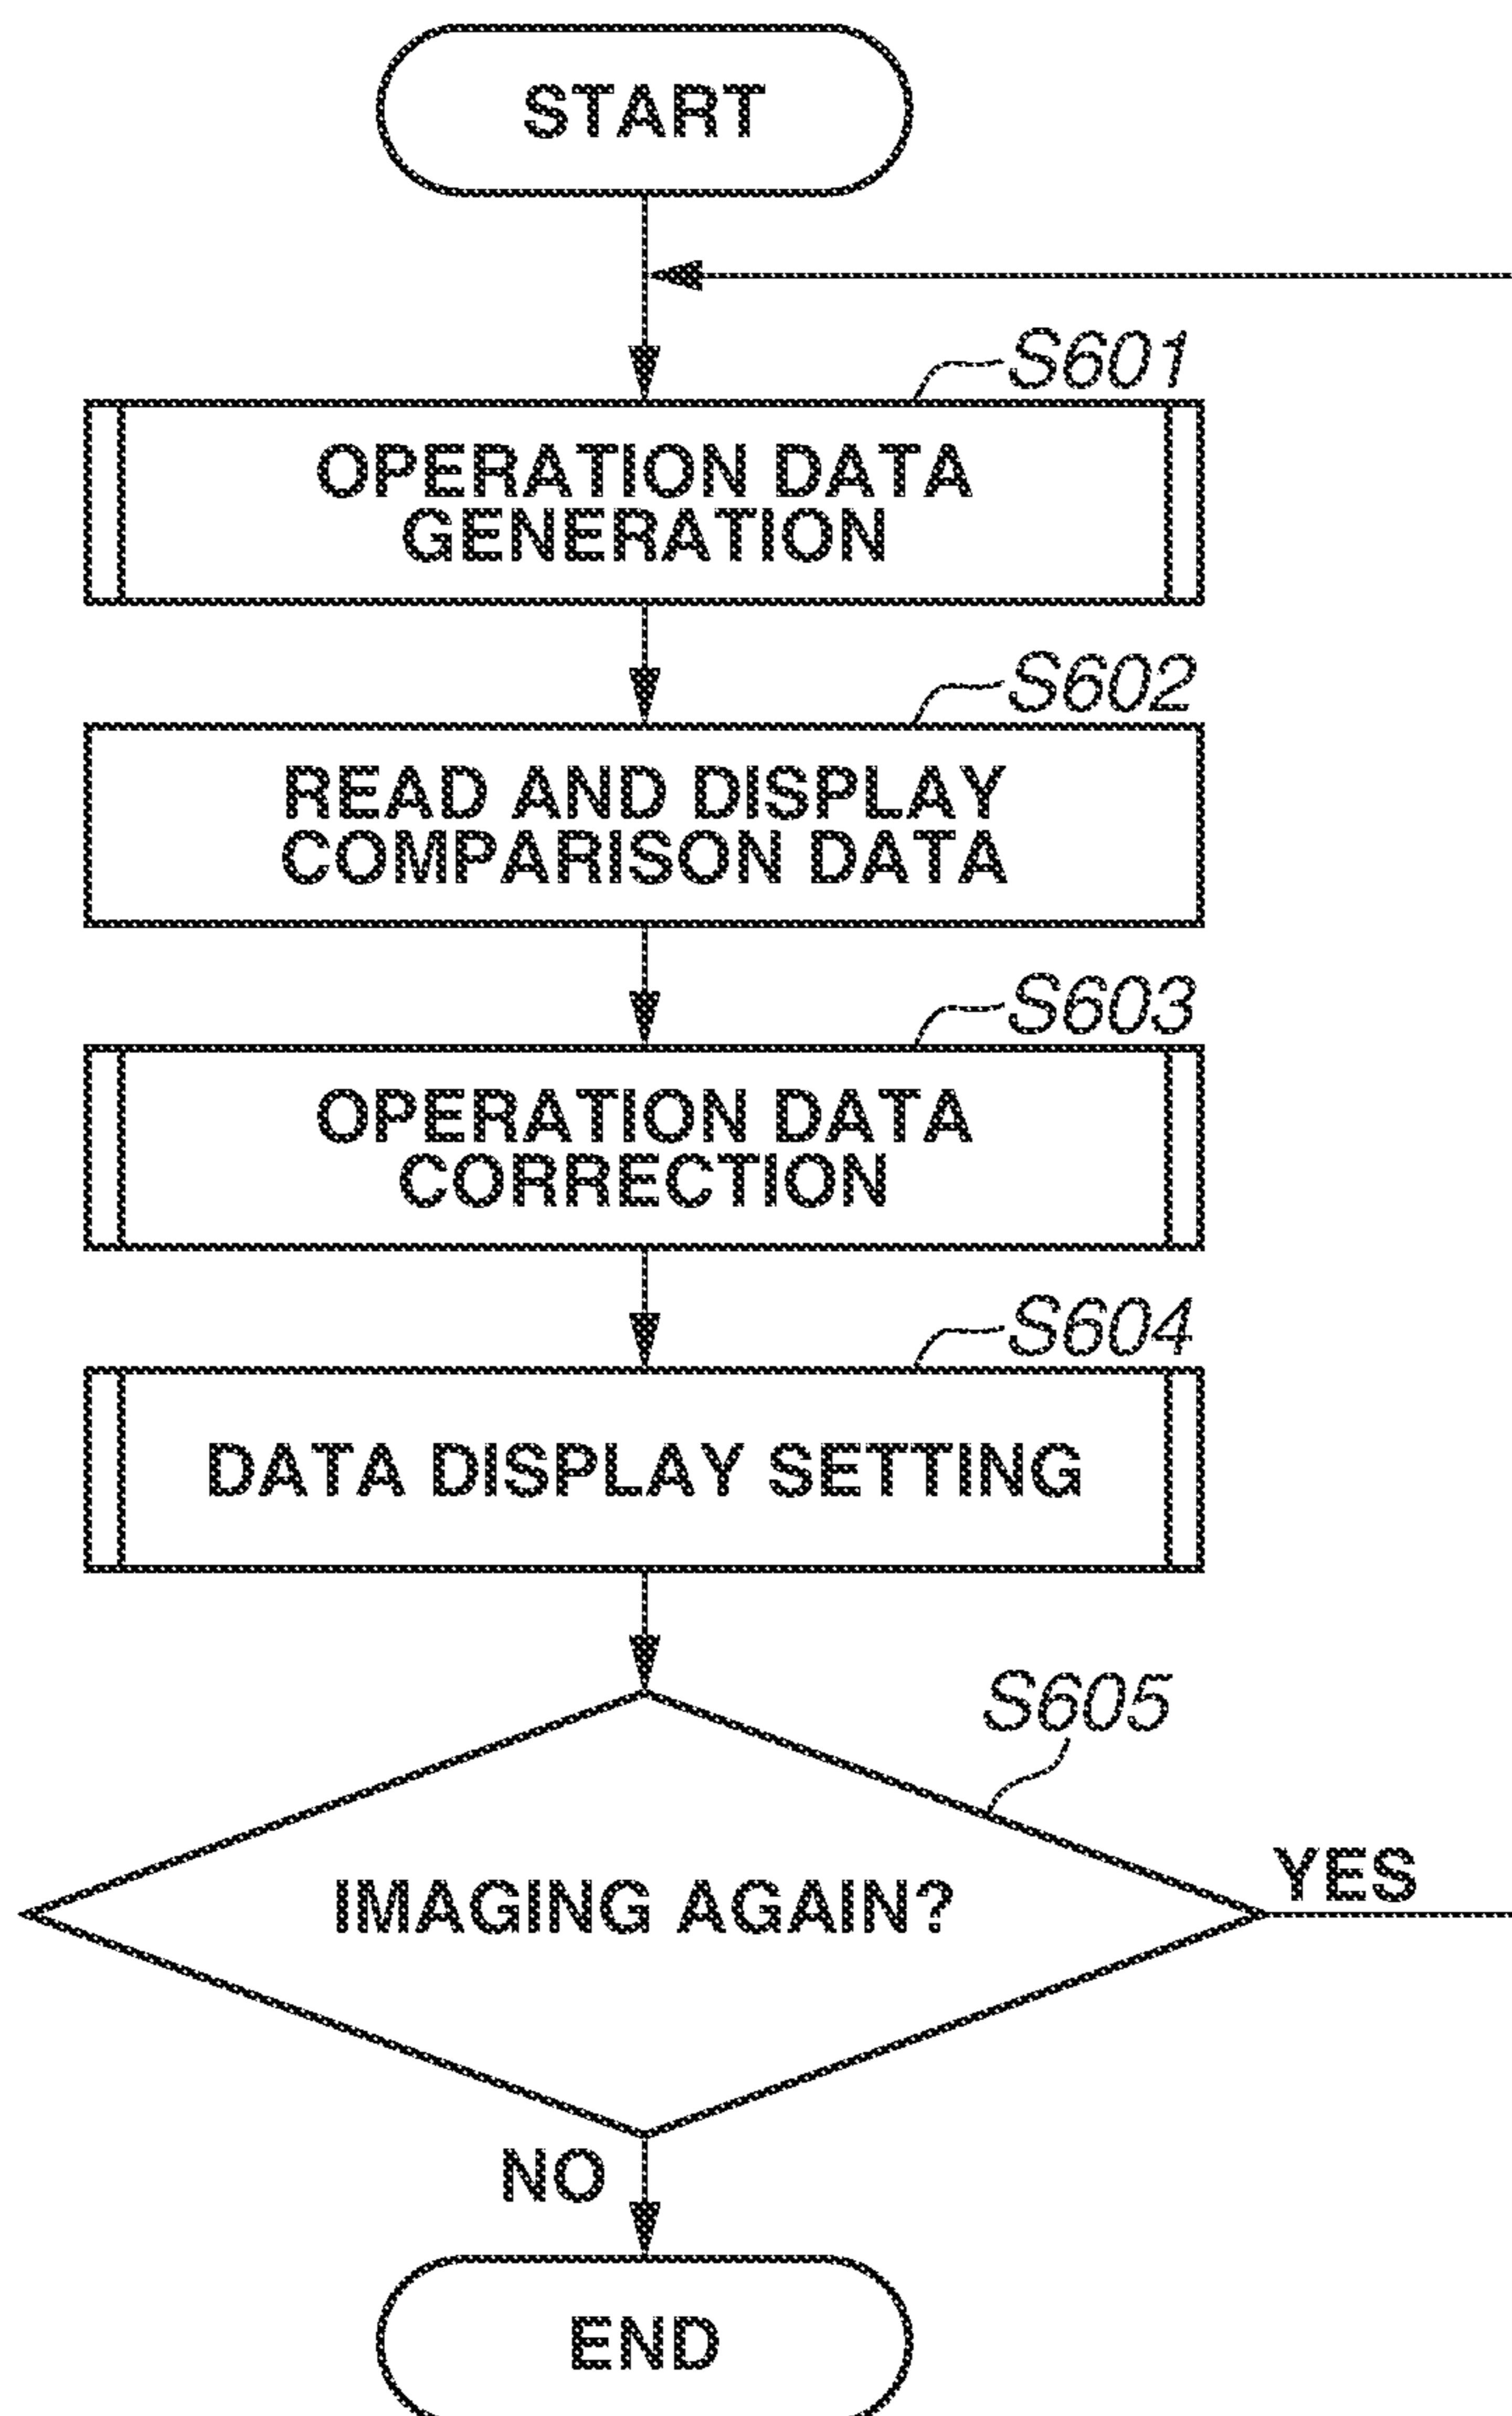 START
S601
OPERATION DATA
GENERATION
S602
READ AND DISPLAY
COMPARISON DATA
S603
OPERATION DATA
CORRECTION
S604
DATA DISPLAY SETTING
S605
IMAGING AGAIN?
YES
NO
END